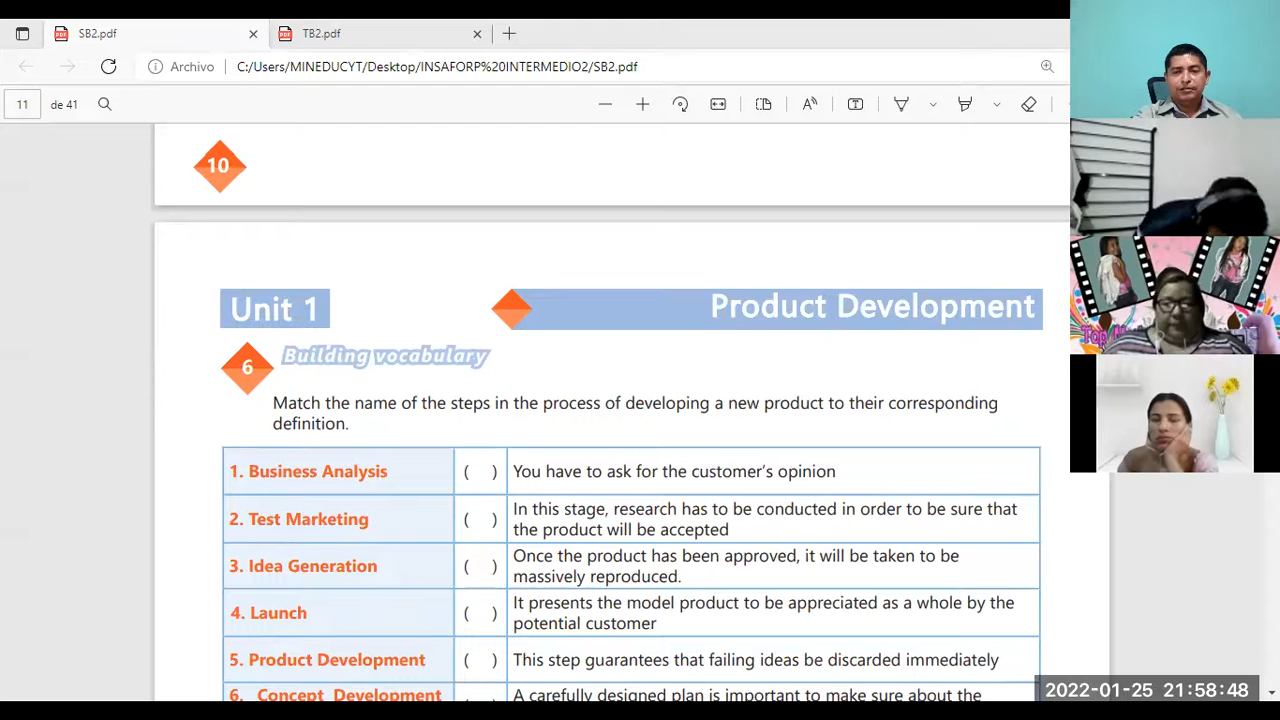 SB2.pdf
TB2.pdf
Archivo C:/Users/MINEDUCYT/Desktop/INSAFORP%20INTERMEDIO2/SB2.pdf
11 de 41
10
Unit 1 Product Development
6 Building vocabulary
Match the name of the steps in the process of developing a new product to their corresponding
definition.
1. Business Analysis ( ) You have to ask for the customer's opinion
2. Test Marketing ( ) In this stage, research has to be conducted in order to be sure that
the product will be accepted
3. Idea Generation ( ) Once the product has been approved, it will be taken to be
massively reproduced.
4. Launch ( ) It presents the model product to be appreciated as a whole by the
potential customer
5. Product Development ( ) This step guarantees that failing ideas be discarded immediately
6. Concept Development ( ) A carefully designed plan is important to make sure about the
2022-01-25 21:58:48